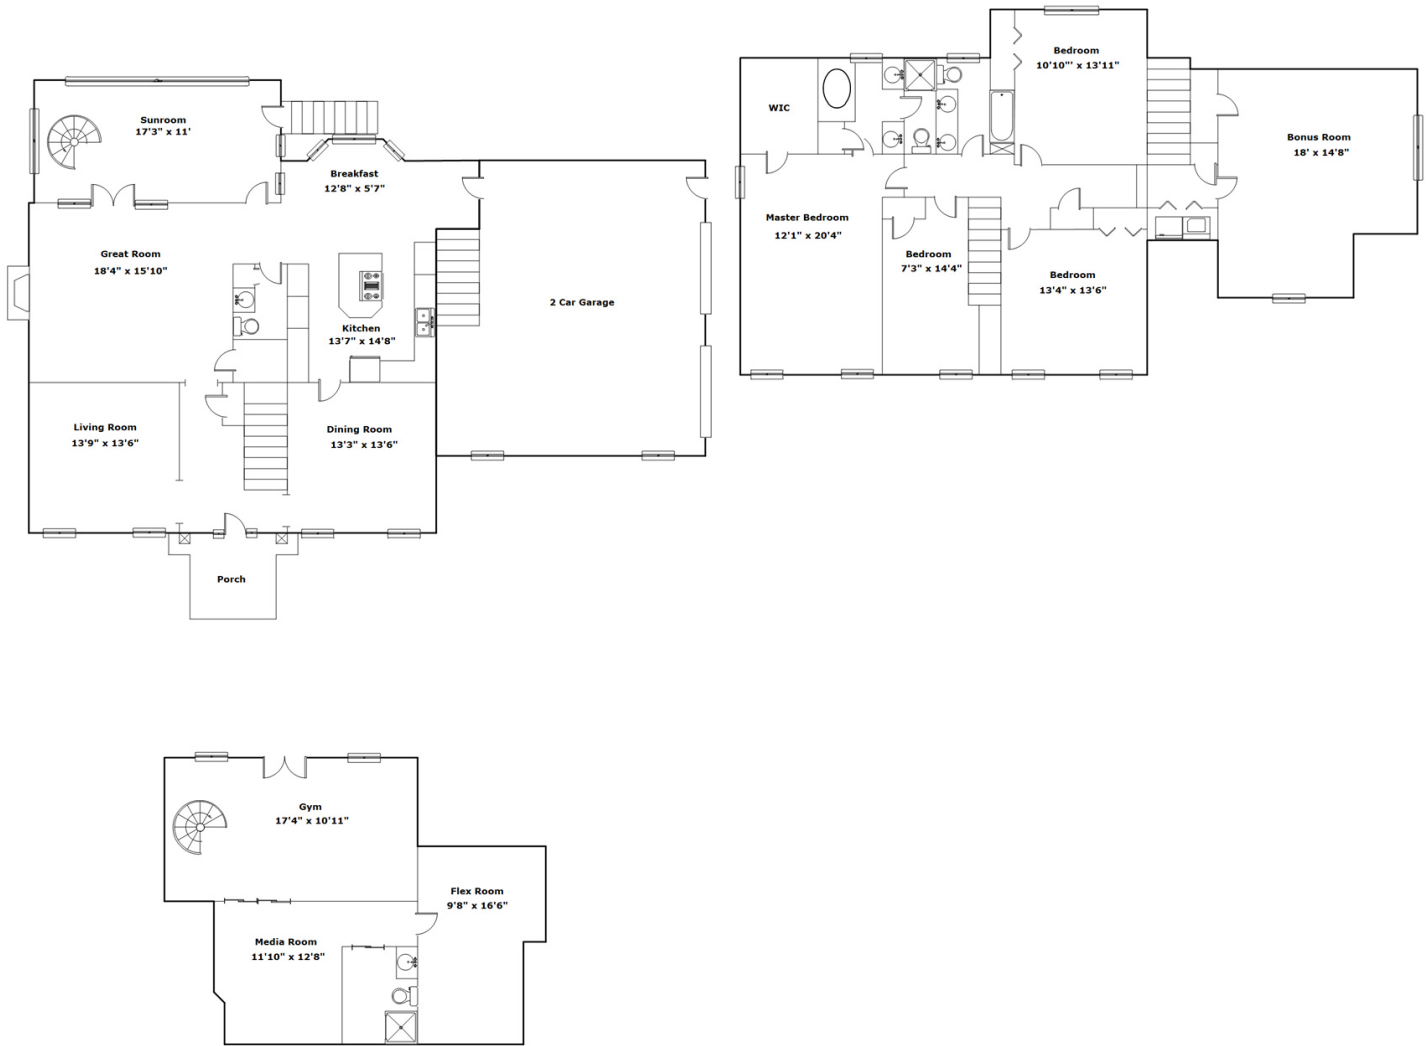 Sunroom
17'3" x 11'
Breakfast
12'8" x 5'7"
Great Room
18'4" x 15'10"
Kitchen
13'7" x 14'8"
2 Car Garage
Living Room
13'9" x 13'6"
Dining Room
13'3" x 13'6"
Porch
Bedroom
10'10"' x 13'11"
WIC
Bonus Room
18' x 14'8"
Master Bedroom
12'1" x 20'4"
Bedroom
7'3" x 14'4"
Bedroom
13'4" x 13'6"
Gym
17'4" x 10'11"
Flex Room
9'8" x 16'6"
Media Room
11'10" x 12'8"